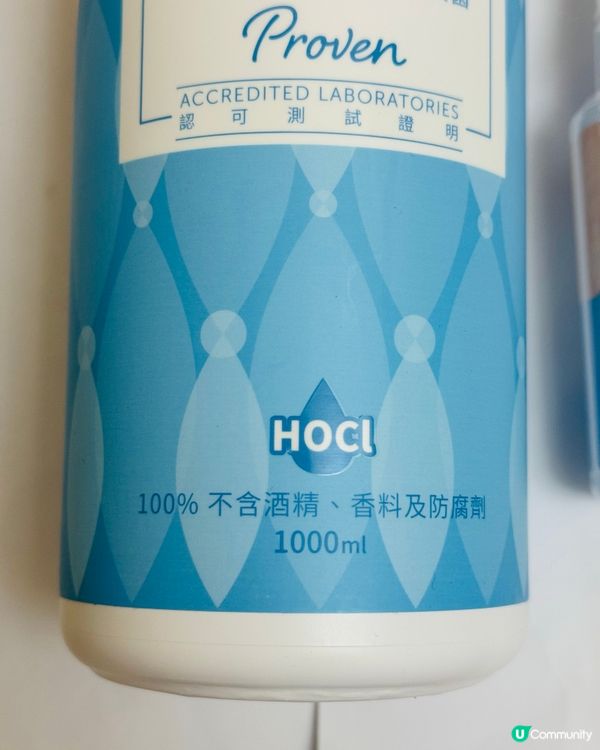 Proven
ACCREDITED LABORATORIES
認可測試證明
HOCl
100% 不含酒精、香料及防腐劑
1000ml
U Community